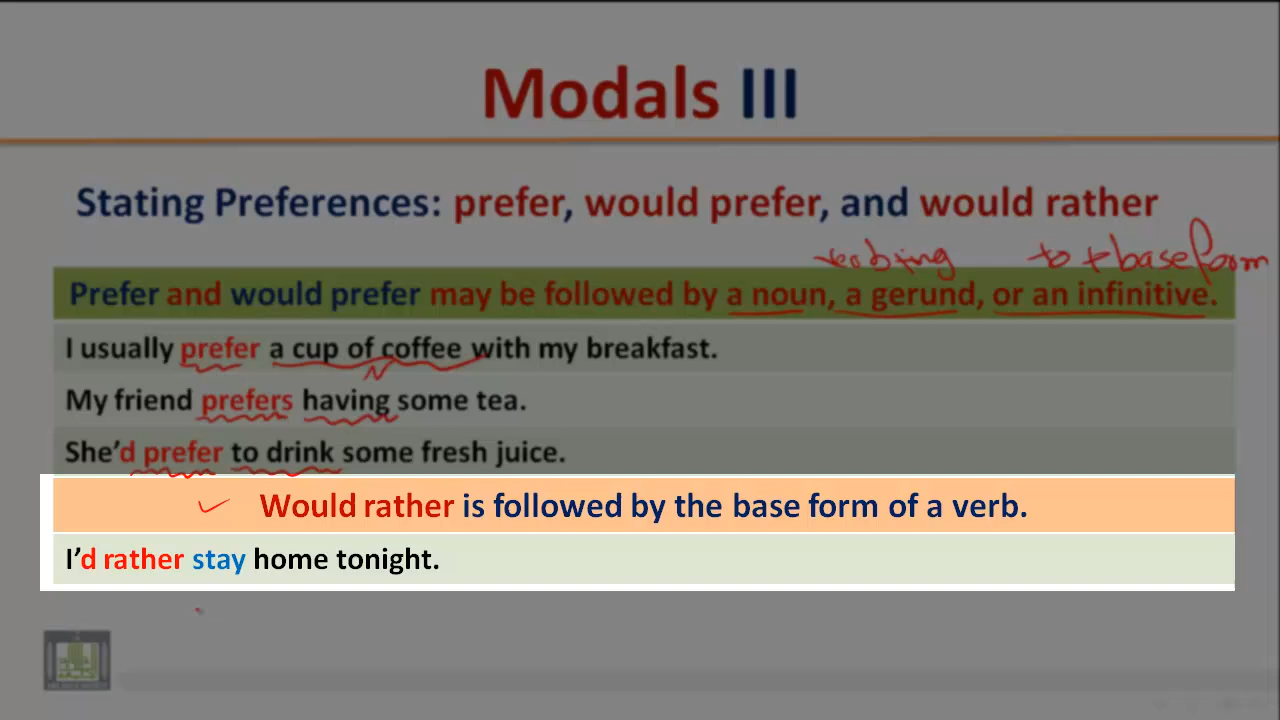 Modals III
Stating Preferences: prefer, would prefer, and would rather
verb+ing to + base form
Prefer and would prefer may be followed by a noun, a gerund, or an infinitive.
I usually prefer a cup of coffee with my breakfast.
N
My friend prefers having some tea.
She'd prefer to drink some fresh juice.
Would rather is followed by the base form of a verb.
I'd rather stay home tonight.